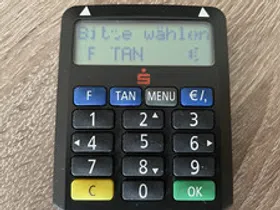 Bitte wählen
F TAN €
F TAN MENU €/,
1 2 3
4 5 6
7 8 9
C 0 OK